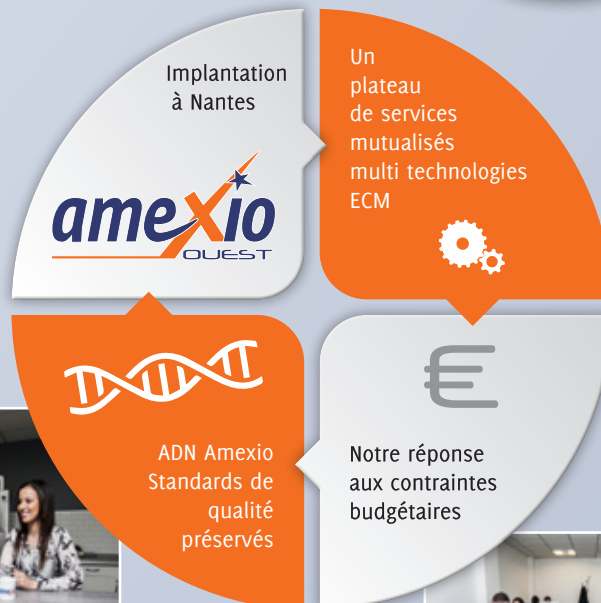 Implantation
à Nantes
amexio
OUEST
Un
plateau
de services
mutualisés
multi technologies
ECM
€
Notre réponse
aux contraintes
budgétaires
ADN Amexio
Standards de
qualité
préservés